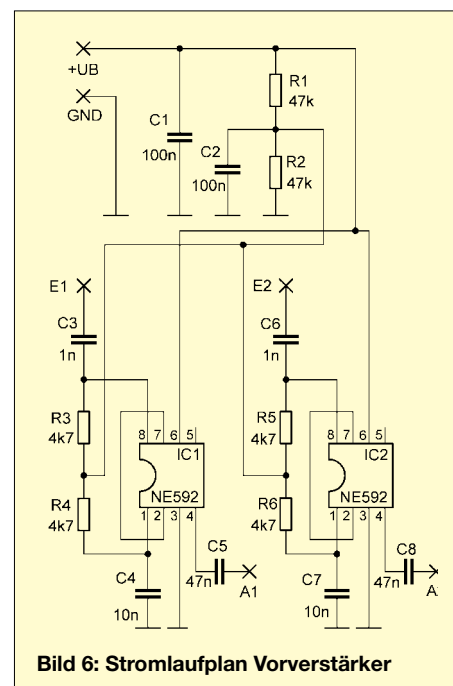 +UB
GND
C1
100n
C2
100n
R1
47k
R2
47k
E1
C3
1n
E2
C6
1n
R3
4k7
R4
4k7
8 7 6 5
IC1
NE592
1 2 3 4
C4
10n
C5
47n
A1
R5
4k7
R6
4k7
8 7 6 5
IC2
NE592
1 2 3 4
C7
10n
C8
47n
Bild 6: Stromlaufplan Vorverstärker